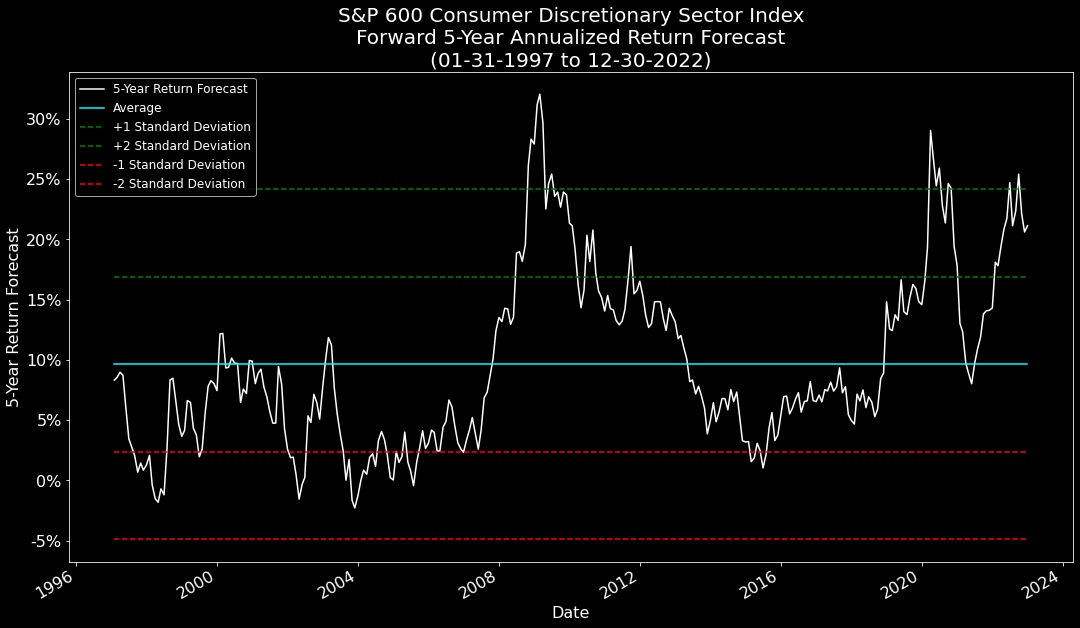 S&P 600 Consumer Discretionary Sector Index
Forward 5-Year Annualized Return Forecast
(01-31-1997 to 12-30-2022)
5-Year Return Forecast
Average
+1 Standard Deviation
+2 Standard Deviation
-1 Standard Deviation
-2 Standard Deviation
30%
25%
20%
15%
10%
5%
0%
-5%
5-Year Return Forecast
1996
2000
2004
2008
2012
2016
2020
2024
Date